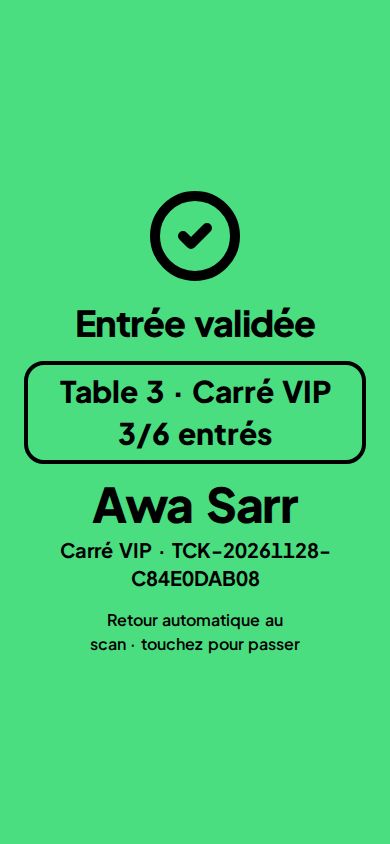 Entrée validée
Table 3 · Carré VIP
3/6 entrés
Awa Sarr
Carré VIP · TCK-20261128-
C84E0DAB08
Retour automatique au
scan · touchez pour passer